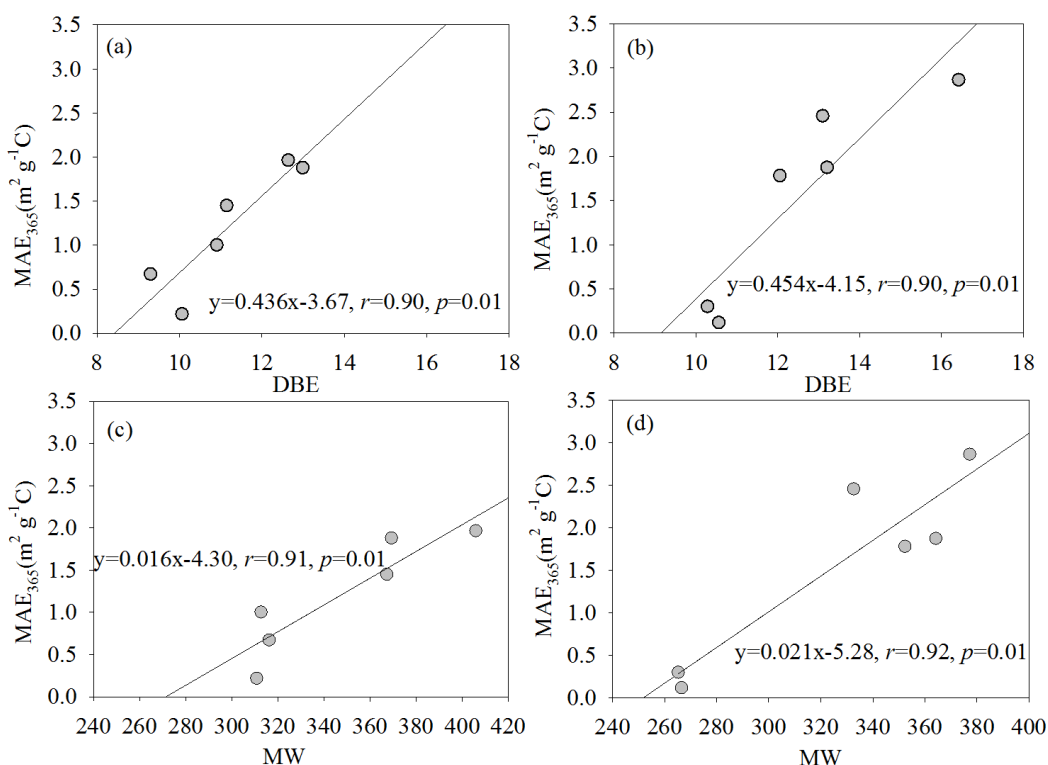 (a)
3.5
3.0
2.5
2.0
1.5
1.0
0.5
0.0
MAE365(m2 g-1C)
y=0.436x-3.67, r=0.90, p=0.01
8 10 12 14 16 18
DBE
(b)
3.5
3.0
2.5
2.0
1.5
1.0
0.5
0.0
MAE365(m2 g-1C)
y=0.454x-4.15, r=0.90, p=0.01
8 10 12 14 16 18
DBE
(c)
3.5
3.0
2.5
2.0
1.5
1.0
0.5
0.0
MAE365(m2 g-1C)
y=0.016x-4.30, r=0.91, p=0.01
240 260 280 300 320 340 360 380 400 420
MW
(d)
3.5
3.0
2.5
2.0
1.5
1.0
0.5
0.0
MAE365(m2 g-1C)
y=0.021x-5.28, r=0.92, p=0.01
240 260 280 300 320 340 360 380 400
MW